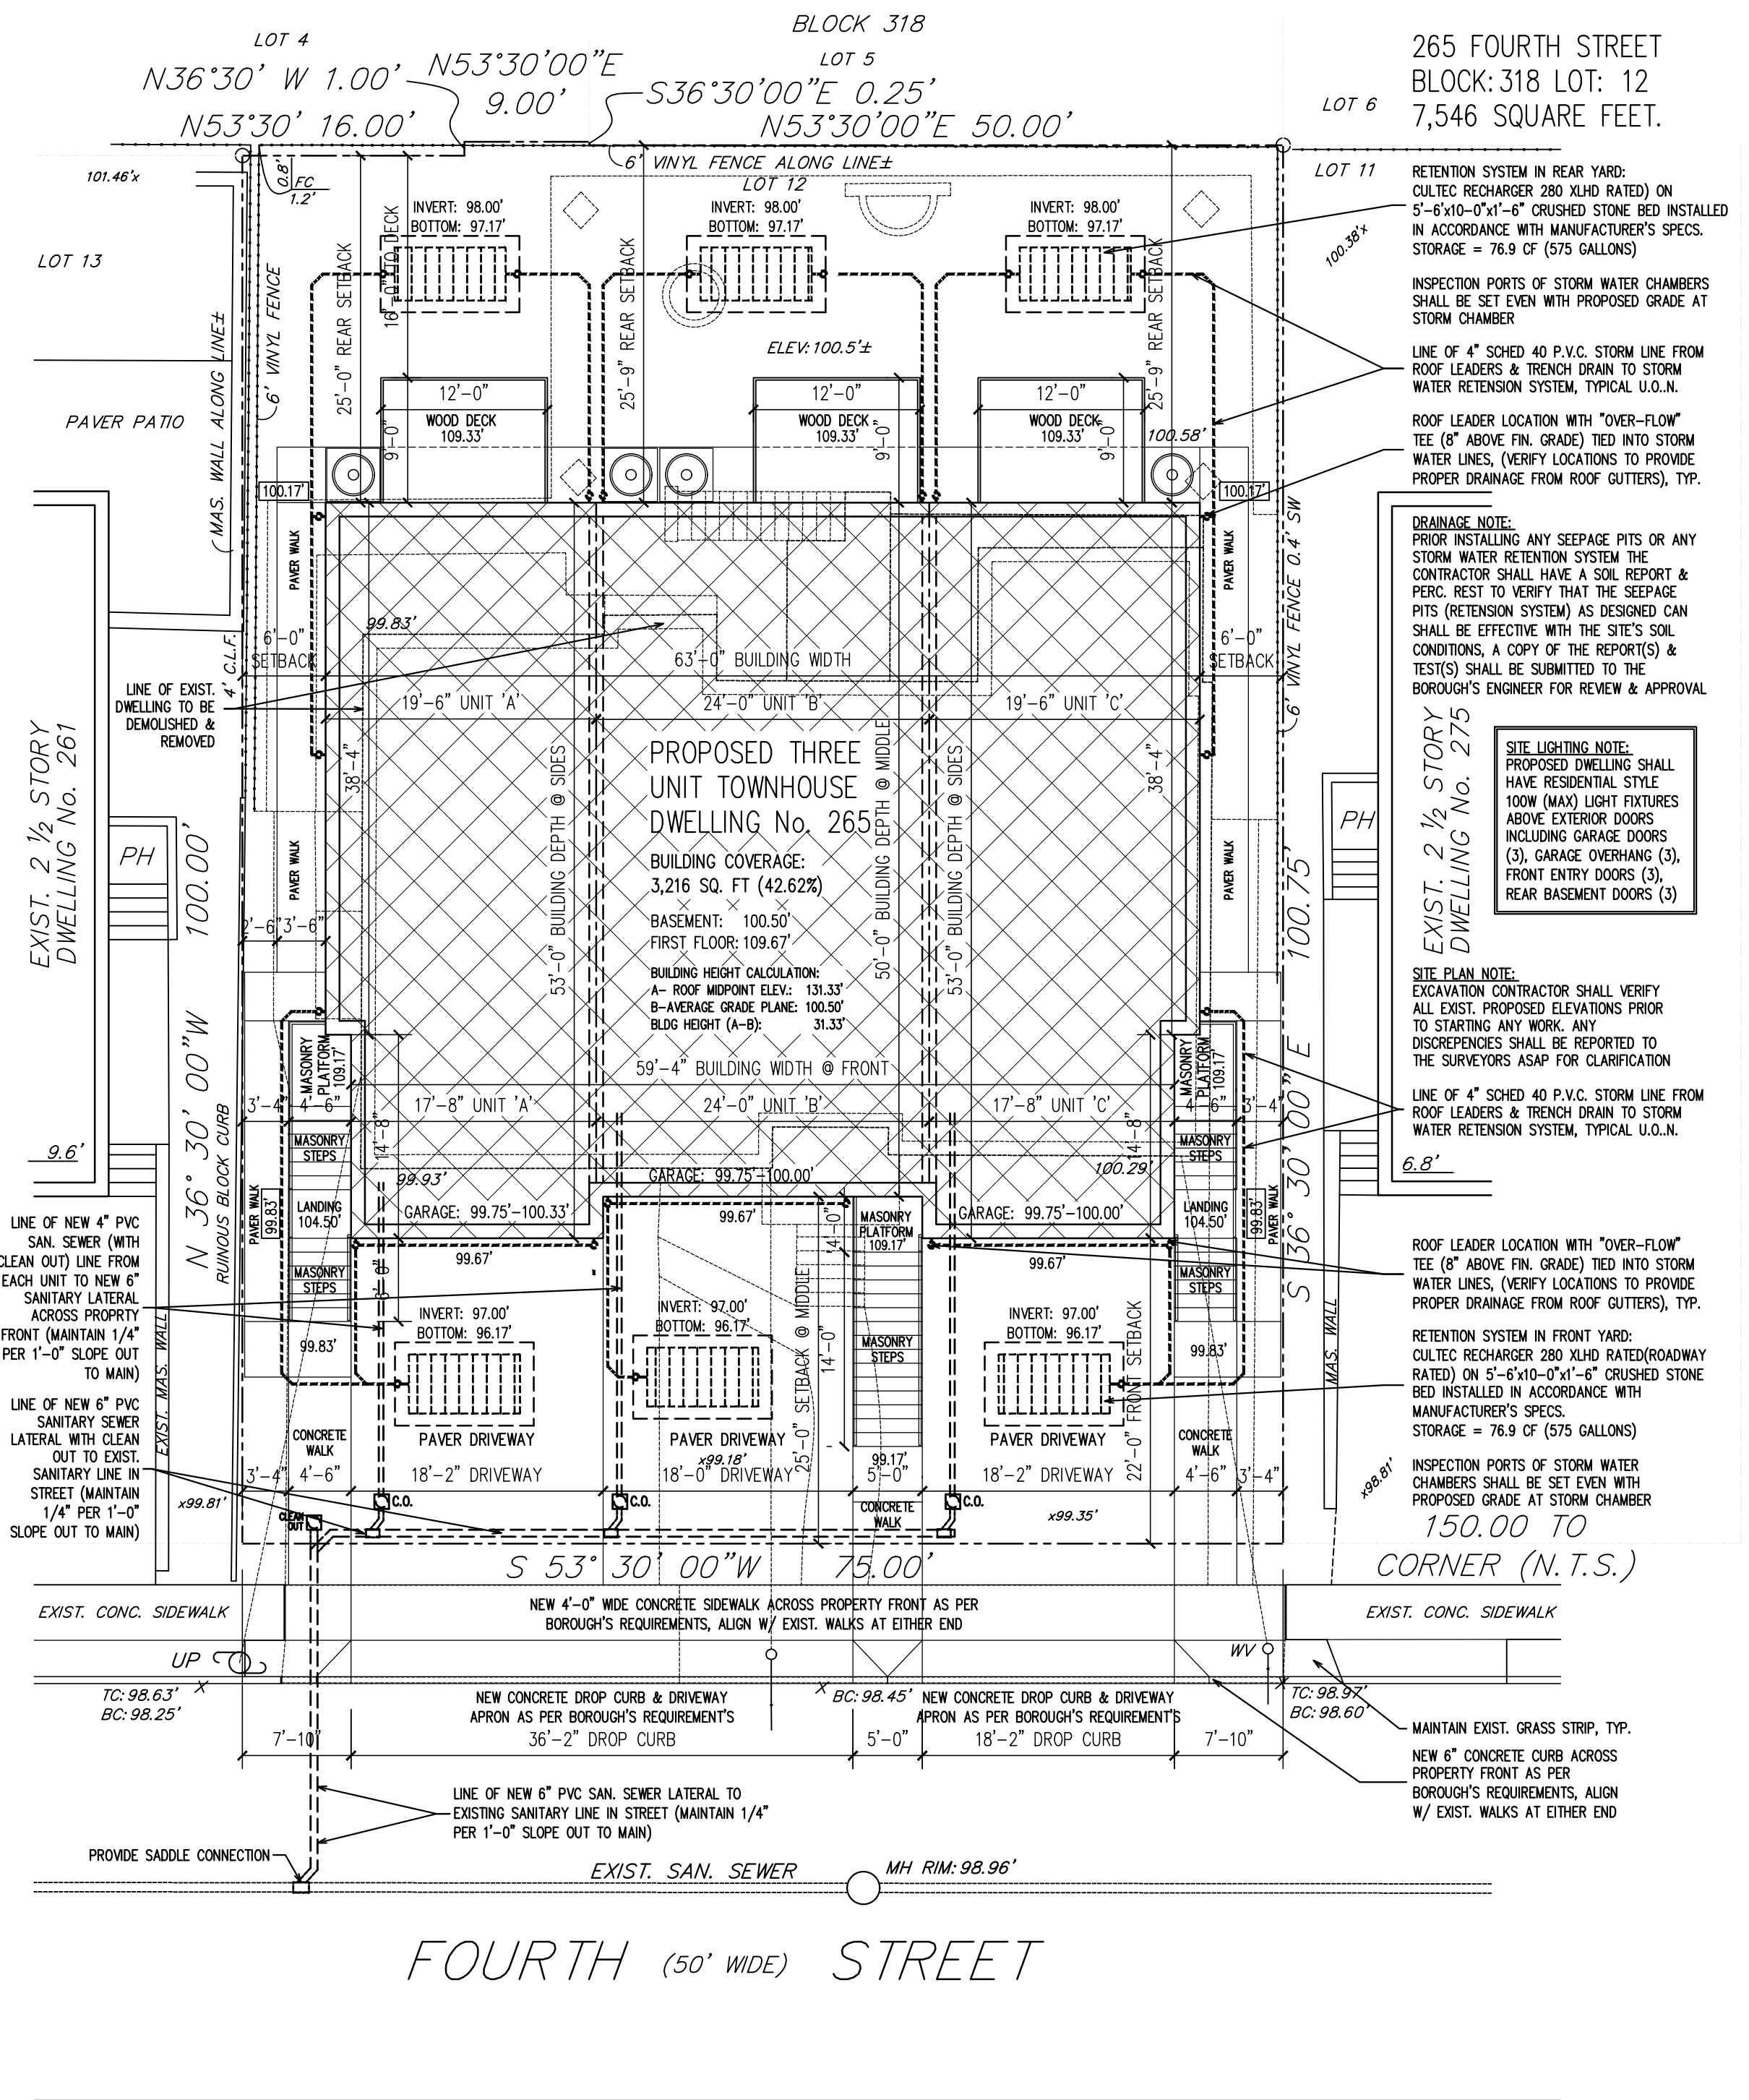 BLOCK 318
LOT 4
LOT 5
LOT 6
N36°30' W 1.00'
N53°30'00"E
9.00'
S36°30'00"E 0.25'
N53°30' 16.00'
N53°30'00"E 50.00'
265 FOURTH STREET
BLOCK: 318 LOT: 12
7,546 SQUARE FEET.
6' VINYL FENCE ALONG LINE±
LOT 12
LOT 11
101.46'x
0.8'
FC
1.2'
LOT 13
INVERT: 98.00'
BOTTOM: 97.17'
INVERT: 98.00'
BOTTOM: 97.17'
INVERT: 98.00'
BOTTOM: 97.17'
100.38'x
RETENTION SYSTEM IN REAR YARD:
CULTEC RECHARGER 280 XLHD RATED) ON
5'-6'x10-0"x1'-6" CRUSHED STONE BED INSTALLED
IN ACCORDANCE WITH MANUFACTURER'S SPECS.
STORAGE = 76.9 CF (575 GALLONS)
INSPECTION PORTS OF STORM WATER CHAMBERS
SHALL BE SET EVEN WITH PROPOSED GRADE AT
STORM CHAMBER
LINE OF 4" SCHED 40 P.V.C. STORM LINE FROM
ROOF LEADERS & TRENCH DRAIN TO STORM
WATER RETENTION SYSTEM, TYPICAL U.O..N.
ROOF LEADER LOCATION WITH "OVER-FLOW"
TEE (8" ABOVE FIN. GRADE) TIED INTO STORM
WATER LINES, (VERIFY LOCATIONS TO PROVIDE
PROPER DRAINAGE FROM ROOF GUTTERS), TYP.
25'-0" REAR SETBACK
16'-0" TO DECK
25'-9" REAR SETBACK
25'-9" REAR SETBACK
ELEV: 100.5'±
6' VINYL FENCE
(MAS. WALL ALONG LINE±
PAVER PATIO
12'-0"
WOOD DECK
109.33'
9'-0"
12'-0"
WOOD DECK
109.33'
9'-0"
12'-0"
WOOD DECK
109.33'
9'-0"
100.58'
100.17'
100.17'
PAVER WALK
PAVER WALK
6' VINYL FENCE 0.4' SW
DRAINAGE NOTE:
PRIOR INSTALLING ANY SEEPAGE PITS OR ANY
STORM WATER RETENTION SYSTEM THE
CONTRACTOR SHALL HAVE A SOIL REPORT &
PERC. REST TO VERIFY THAT THE SEEPAGE
PITS (RETENTION SYSTEM) AS DESIGNED CAN
SHALL BE EFFECTIVE WITH THE SITE'S SOIL
CONDITIONS, A COPY OF THE REPORT(S) &
TEST(S) SHALL BE SUBMITTED TO THE
BOROUGH'S ENGINEER FOR REVIEW & APPROVAL
99.83'
6'-0"
SETBACK
63'-0" BUILDING WIDTH
6'-0"
SETBACK
4' C.L.F.
LINE OF EXIST.
DWELLING TO BE
DEMOLISHED &
REMOVED
19'-6" UNIT 'A'
24'-0" UNIT 'B'
19'-6" UNIT 'C'
EXIST. 2 ½ STORY
DWELLING No. 261
EXIST. 2 ½ STORY
DWELLING No. 275
SITE LIGHTING NOTE:
PROPOSED DWELLING SHALL
HAVE RESIDENTIAL STYLE
100W (MAX) LIGHT FIXTURES
ABOVE EXTERIOR DOORS
INCLUDING GARAGE DOORS
(3), GARAGE OVERHANG (3),
FRONT ENTRY DOORS (3),
REAR BASEMENT DOORS (3)
38'-4"
53'-0" BUILDING DEPTH @ SIDES
PROPOSED THREE
UNIT TOWNHOUSE
DWELLING No. 265
50'-0" BUILDING DEPTH @ MIDDLE
53'-0" BUILDING DEPTH @ SIDES
38'-4"
PH
PH
100.00'
100.75'
BUILDING COVERAGE:
3,216 SQ. FT (42.62%)
BASEMENT: 100.50'
FIRST FLOOR: 109.67'
BUILDING HEIGHT CALCULATION:
A- ROOF MIDPOINT ELEV.: 131.33'
B-AVERAGE GRADE PLANE: 100.50'
BLDG HEIGHT (A-B): 31.33'
PAVER WALK
PAVER WALK
2'-6"
3'-6"
SITE PLAN NOTE:
EXCAVATION CONTRACTOR SHALL VERIFY
ALL EXIST. PROPOSED ELEVATIONS PRIOR
TO STARTING ANY WORK. ANY
DISCREPENCIES SHALL BE REPORTED TO
THE SURVEYORS ASAP FOR CLARIFICATION
LINE OF 4" SCHED 40 P.V.C. STORM LINE FROM
ROOF LEADERS & TRENCH DRAIN TO STORM
WATER RETENTION SYSTEM, TYPICAL U.O..N.
MASONRY
PLATFORM
109.17'
59'-4" BUILDING WIDTH @ FRONT
MASONRY
PLATFORM
109.17'
3'-4"
4'-6"
17'-8" UNIT 'A'
24'-0" UNIT 'B'
17'-8" UNIT 'C'
4'-6"
3'-4"
MASONRY
STEPS
14'-8"
14'-8"
MASONRY
STEPS
9.6'
6.8'
N 36° 30' 00"W
RUINOUS BLOCK CURB
S 36° 30' 00" E
99.93'
100.29'
GARAGE: 99.75'-100.00'
PAVER WALK
99.83'
LANDING
104.50'
GARAGE: 99.75'-100.33'
99.67'
4'-0"
MASONRY
PLATFORM
109.17'
GARAGE: 99.75'-100.00'
LANDING
104.50'
99.83'
PAVER WALK
99.67'
99.67'
MASONRY
STEPS
6'-0"
MASONRY
STEPS
LINE OF NEW 4" PVC
SAN. SEWER (WITH
CLEAN OUT) LINE FROM
EACH UNIT TO NEW 6"
SANITARY LATERAL
ACROSS PROPRTY
FRONT (MAINTAIN 1/4"
PER 1'-0" SLOPE OUT
TO MAIN)
LINE OF NEW 6" PVC
SANITARY SEWER
LATERAL WITH CLEAN
OUT TO EXIST.
SANITARY LINE IN
STREET (MAINTAIN
1/4" PER 1'-0"
SLOPE OUT TO MAIN)
EXIST. MAS. WALL
99.83'
INVERT: 97.00'
BOTTOM: 96.17'
INVERT: 97.00'
BOTTOM: 96.17'
25'-0" SETBACK @ MIDDLE
14'-0"
MASONRY
STEPS
INVERT: 97.00'
BOTTOM: 96.17'
22'-0" FRONT SETBACK
99.83'
MAS. WALL
ROOF LEADER LOCATION WITH "OVER-FLOW"
TEE (8" ABOVE FIN. GRADE) TIED INTO STORM
WATER LINES, (VERIFY LOCATIONS TO PROVIDE
PROPER DRAINAGE FROM ROOF GUTTERS), TYP.
RETENTION SYSTEM IN FRONT YARD:
CULTEC RECHARGER 280 XLHD RATED(ROADWAY
RATED) ON 5'-6'x10-0"x1'-6" CRUSHED STONE
BED INSTALLED IN ACCORDANCE WITH
MANUFACTURER'S SPECS.
STORAGE = 76.9 CF (575 GALLONS)
INSPECTION PORTS OF STORM WATER
CHAMBERS SHALL BE SET EVEN WITH
PROPOSED GRADE AT STORM CHAMBER
CONCRETE
WALK
PAVER DRIVEWAY
PAVER DRIVEWAY
x99.18'
PAVER DRIVEWAY
CONCRETE
WALK
99.17'
3'-4"
4'-6"
18'-2" DRIVEWAY
18'-0" DRIVEWAY
5'-0"
18'-2" DRIVEWAY
4'-6"
3'-4"
x98.81'
x99.81'
CLEAN
OUT
C.O.
C.O.
CONCRETE
WALK
C.O.
x99.35'
S 53° 30' 00"W 75.00'
150.00 TO
CORNER (N.T.S.)
EXIST. CONC. SIDEWALK
NEW 4'-0" WIDE CONCRETE SIDEWALK ACROSS PROPERTY FRONT AS PER
BOROUGH'S REQUIREMENTS, ALIGN W/ EXIST. WALKS AT EITHER END
EXIST. CONC. SIDEWALK
UP
WV
TC: 98.63' X
BC: 98.25'
NEW CONCRETE DROP CURB & DRIVEWAY
APRON AS PER BOROUGH'S REQUIREMENT'S
X BC: 98.45'
NEW CONCRETE DROP CURB & DRIVEWAY
APRON AS PER BOROUGH'S REQUIREMENT'S
X
TC: 98.97'
BC: 98.60'
7'-10"
36'-2" DROP CURB
5'-0"
18'-2" DROP CURB
7'-10"
MAINTAIN EXIST. GRASS STRIP, TYP.
NEW 6" CONCRETE CURB ACROSS
PROPERTY FRONT AS PER
BOROUGH'S REQUIREMENTS, ALIGN
W/ EXIST. WALKS AT EITHER END
LINE OF NEW 6" PVC SAN. SEWER LATERAL TO
EXISTING SANITARY LINE IN STREET (MAINTAIN 1/4"
PER 1'-0" SLOPE OUT TO MAIN)
PROVIDE SADDLE CONNECTION
EXIST. SAN. SEWER
MH RIM: 98.96'
FOURTH (50' WIDE) STREET